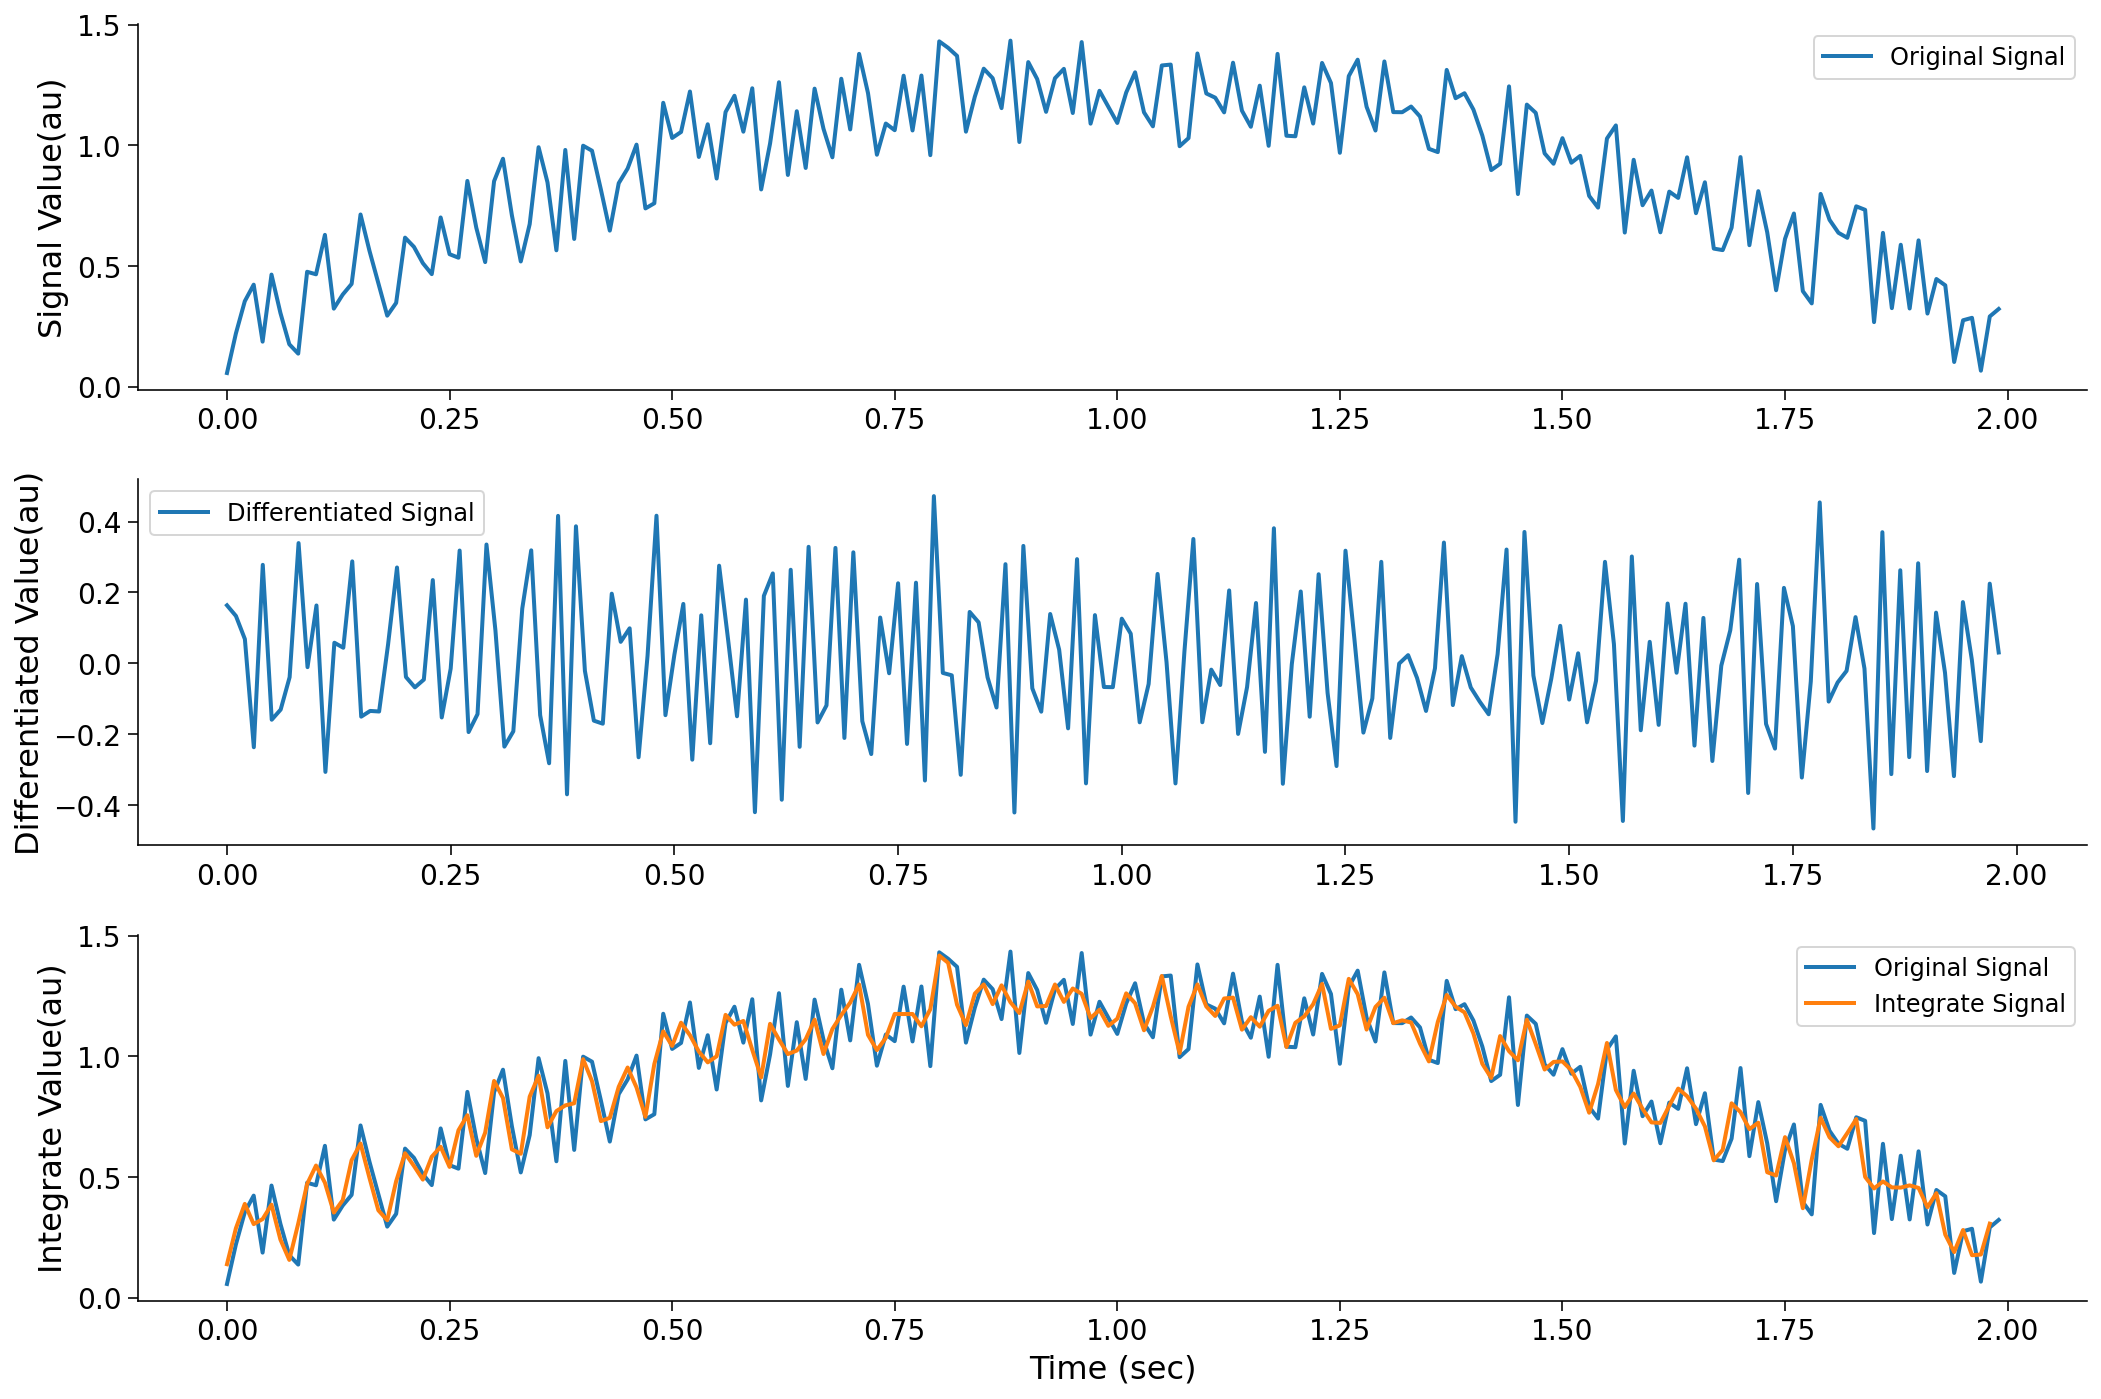 1.5
1.0
0.5
0.0
Signal Value(au)
Original Signal
0.00 0.25 0.50 0.75 1.00 1.25 1.50 1.75 2.00
0.4
0.2
0.0
−0.2
−0.4
Differentiated Value(au)
Differentiated Signal
0.00 0.25 0.50 0.75 1.00 1.25 1.50 1.75 2.00
1.5
1.0
0.5
0.0
Integrate Value(au)
Original Signal
Integrate Signal
0.00 0.25 0.50 0.75 1.00 1.25 1.50 1.75 2.00
Time (sec)